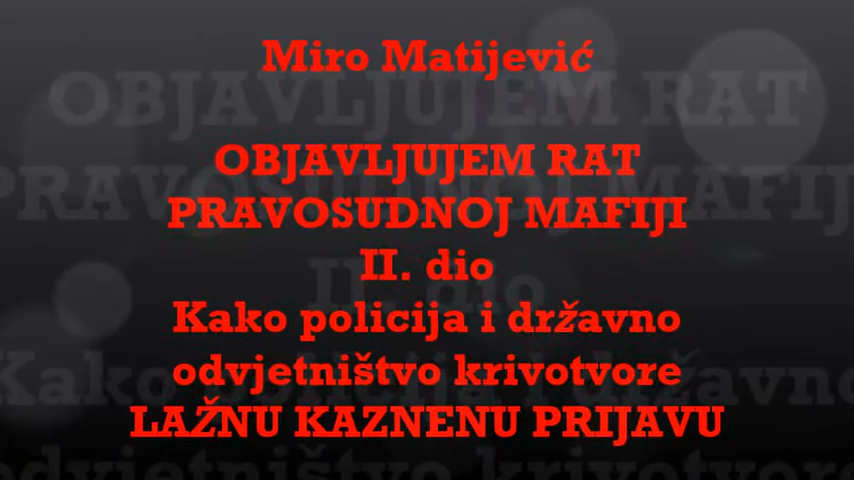 Miro Matijević
OBJAVLJUJEM RAT
PRAVOSUDNOJ MAFIJI
II. dio
Kako policija i državno
odvjetništvo krivotvore
LAŽNU KAZNENU PRIJAVU